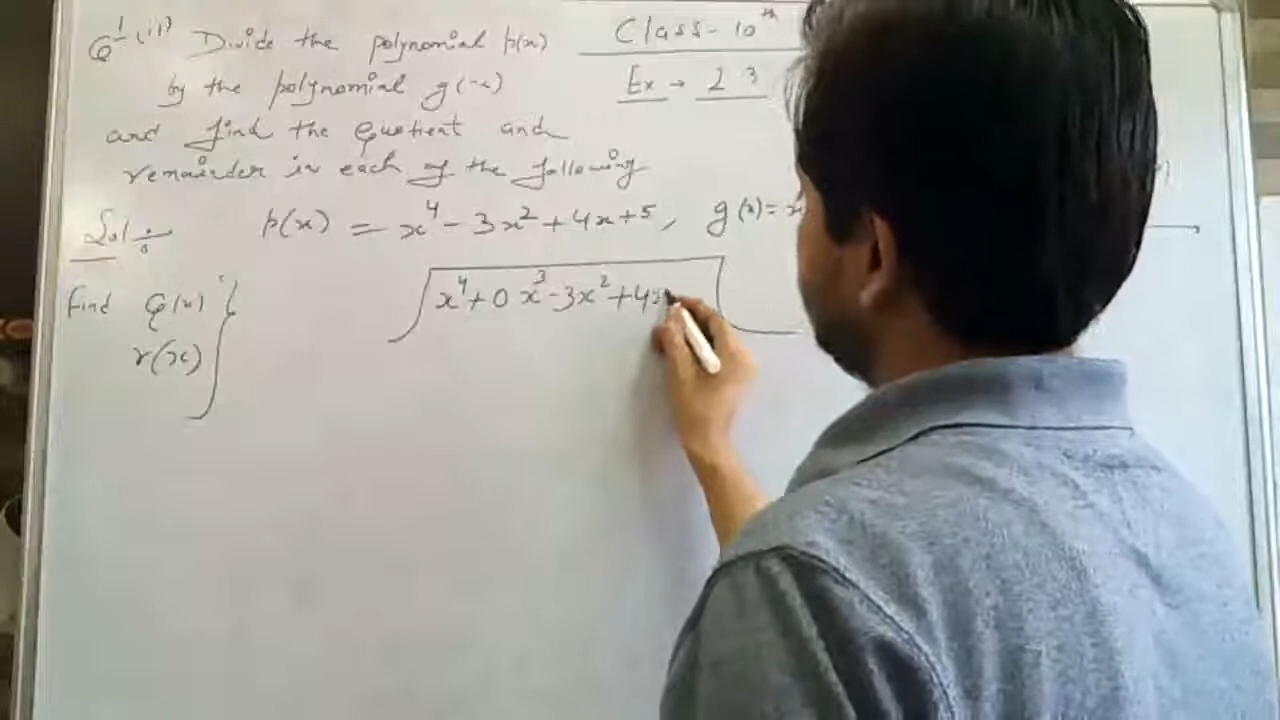 Q 1 (ii) Divide the polynomial p(x)
by the polynomial g(x)
and find the Quotient and
remainder in each of the following
Class - 10th
Ex → 2 3
Sol:
p(x) = x⁴ - 3x² + 4x + 5, g(x) = x
Find Q(x)
r(x)
x⁴ + 0x³ - 3x² + 4x